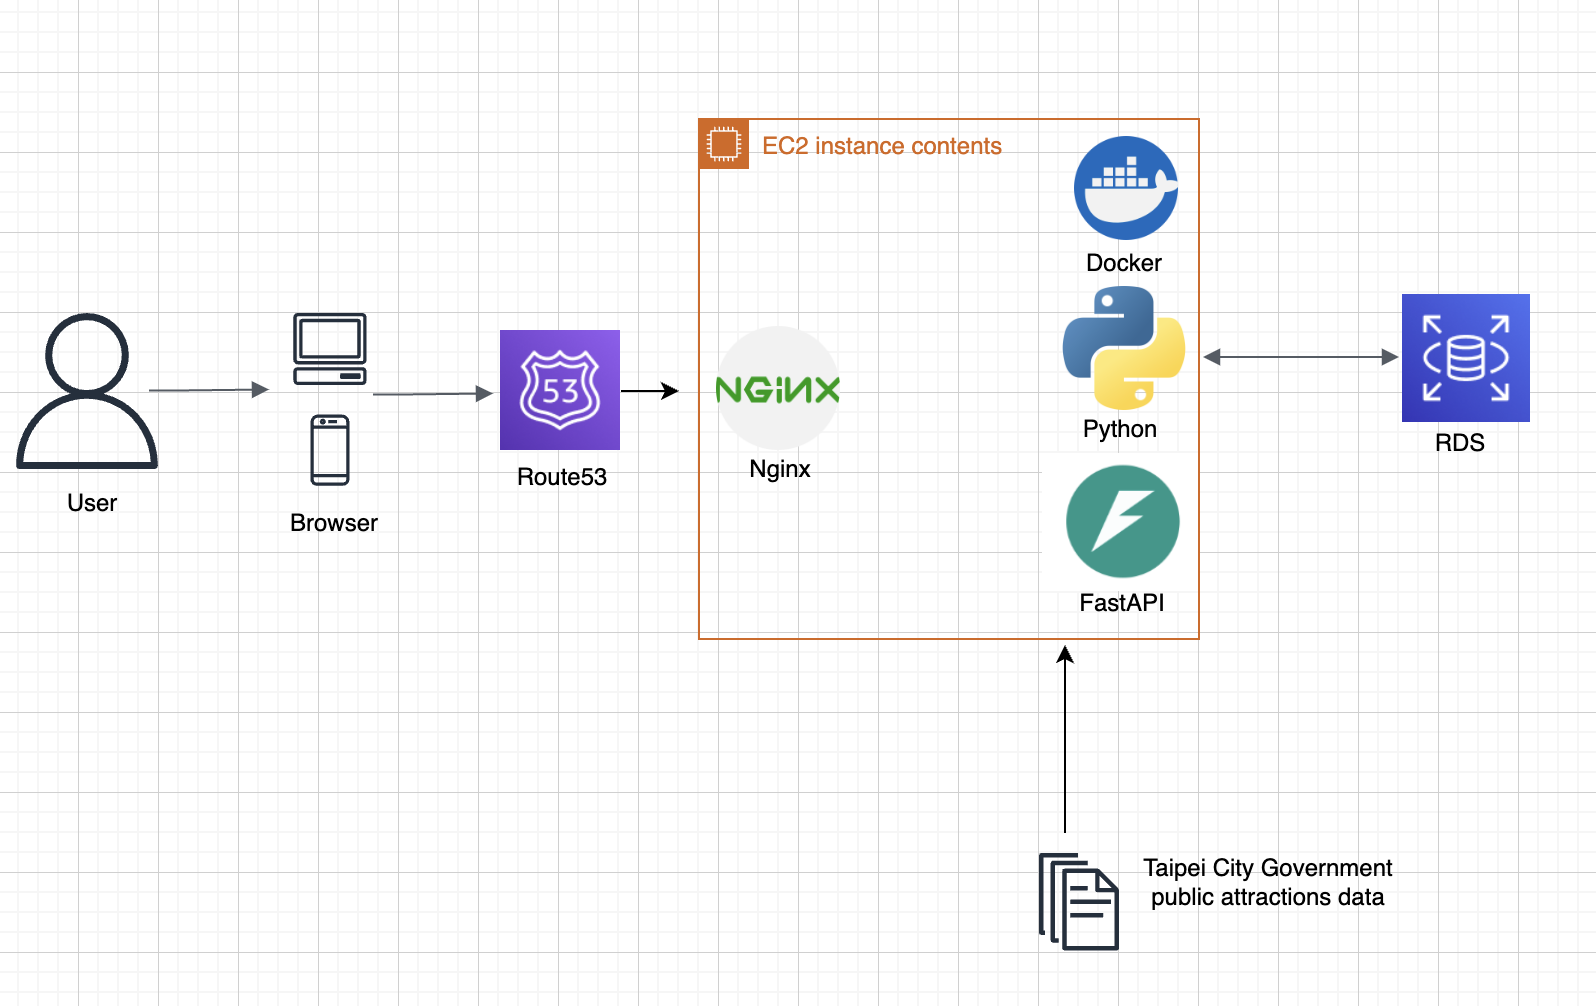 EC2 instance contents
Docker
Python
FastAPI
NGiNX
Nginx
53
Route53
User
Browser
RDS
Taipei City Government
public attractions data